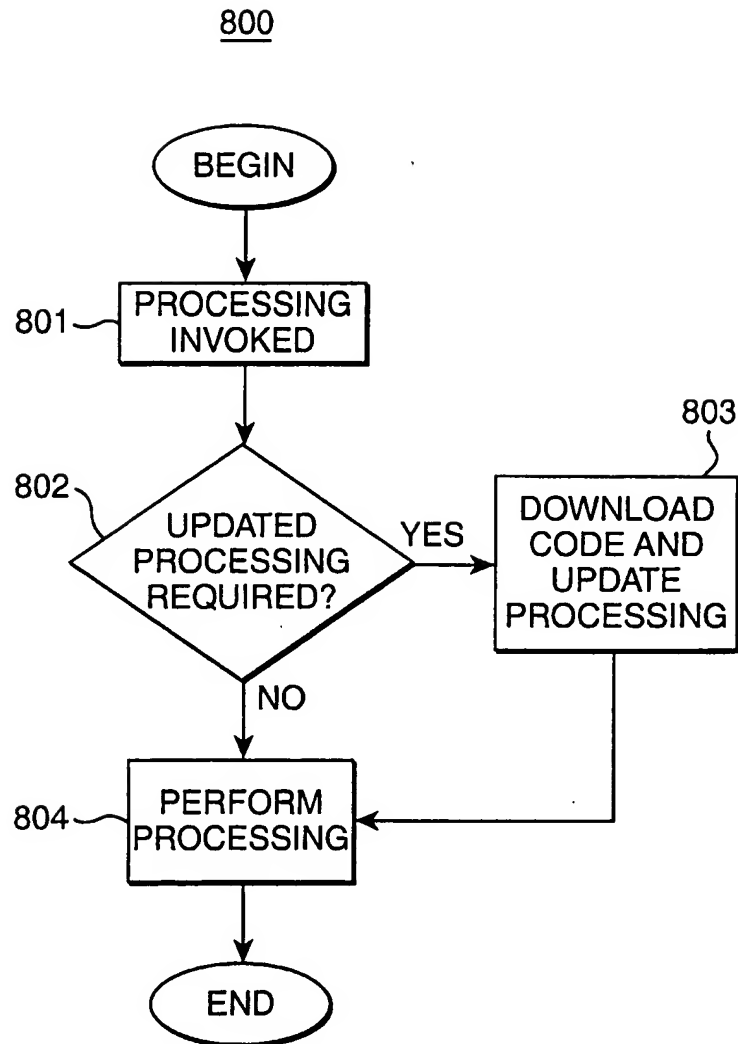 800
BEGIN
801
PROCESSING
INVOKED
803
802
UPDATED
PROCESSING
REQUIRED?
YES
DOWNLOAD
CODE AND
UPDATE
PROCESSING
NO
804
PERFORM
PROCESSING
END